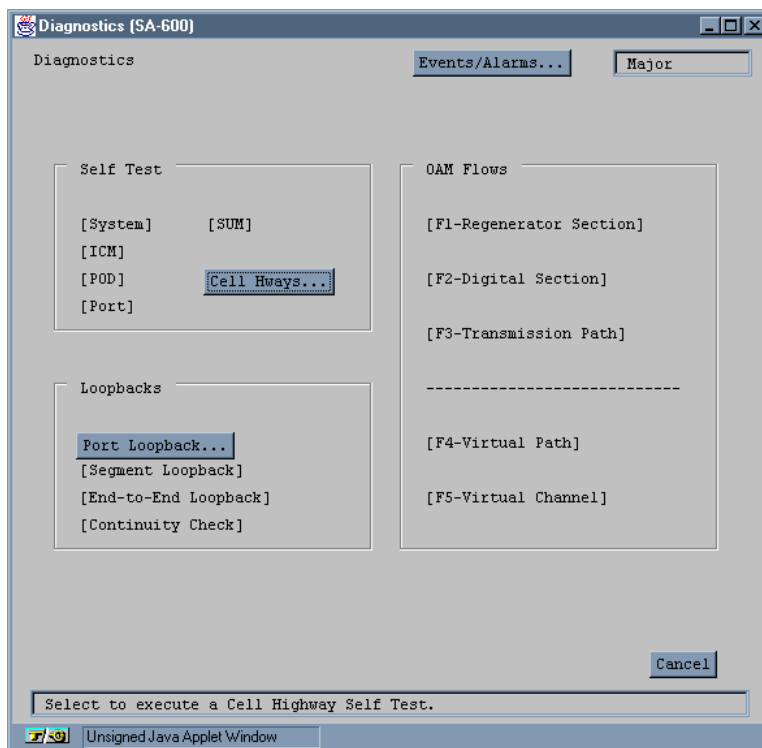 Diagnostics (SA-600)
Diagnostics
Events/Alarms...
Major
Self Test
[System] [SUM]
[ICM]
[POD] Cell Hways...
[Port]
OAM Flows
[F1-Regenerator Section]
[F2-Digital Section]
[F3-Transmission Path]
----------------------------
[F4-Virtual Path]
[F5-Virtual Channel]
Loopbacks
Port Loopback...
[Segment Loopback]
[End-to-End Loopback]
[Continuity Check]
Cancel
Select to execute a Cell Highway Self Test.
Unsigned Java Applet Window